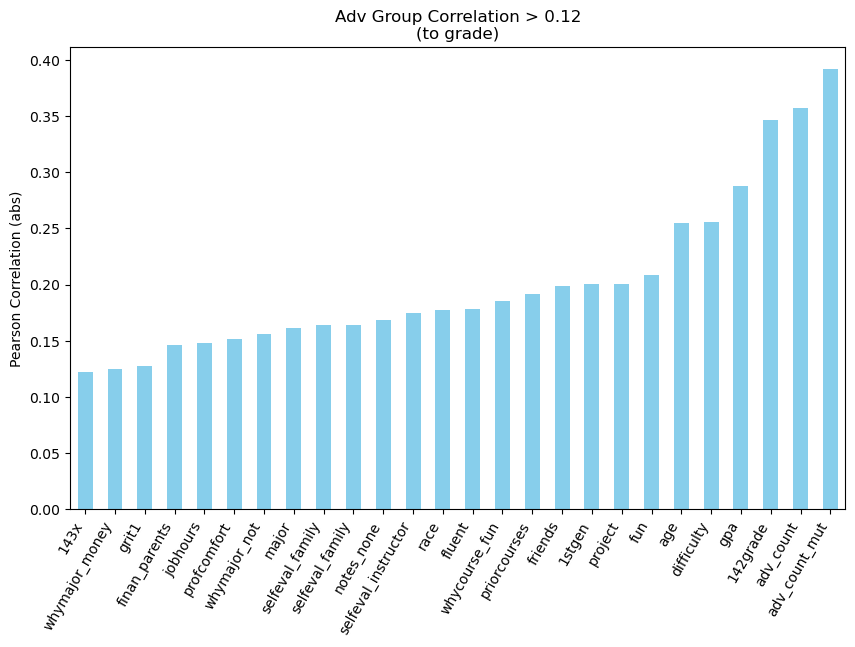 Adv Group Correlation > 0.12
(to grade)
Pearson Correlation (abs)
0.40
0.35
0.30
0.25
0.20
0.15
0.10
0.05
0.00
143x
whymajor_money
grit1
finan_parents
jobhours
profcomfort
whymajor_not
major
selfeval_family
selfeval_family
notes_none
selfeval_instructor
race
fluent
whycourse_fun
priorcourses
friends
1stgen
project
fun
age
difficulty
gpa
142grade
adv_count
adv_count_mut